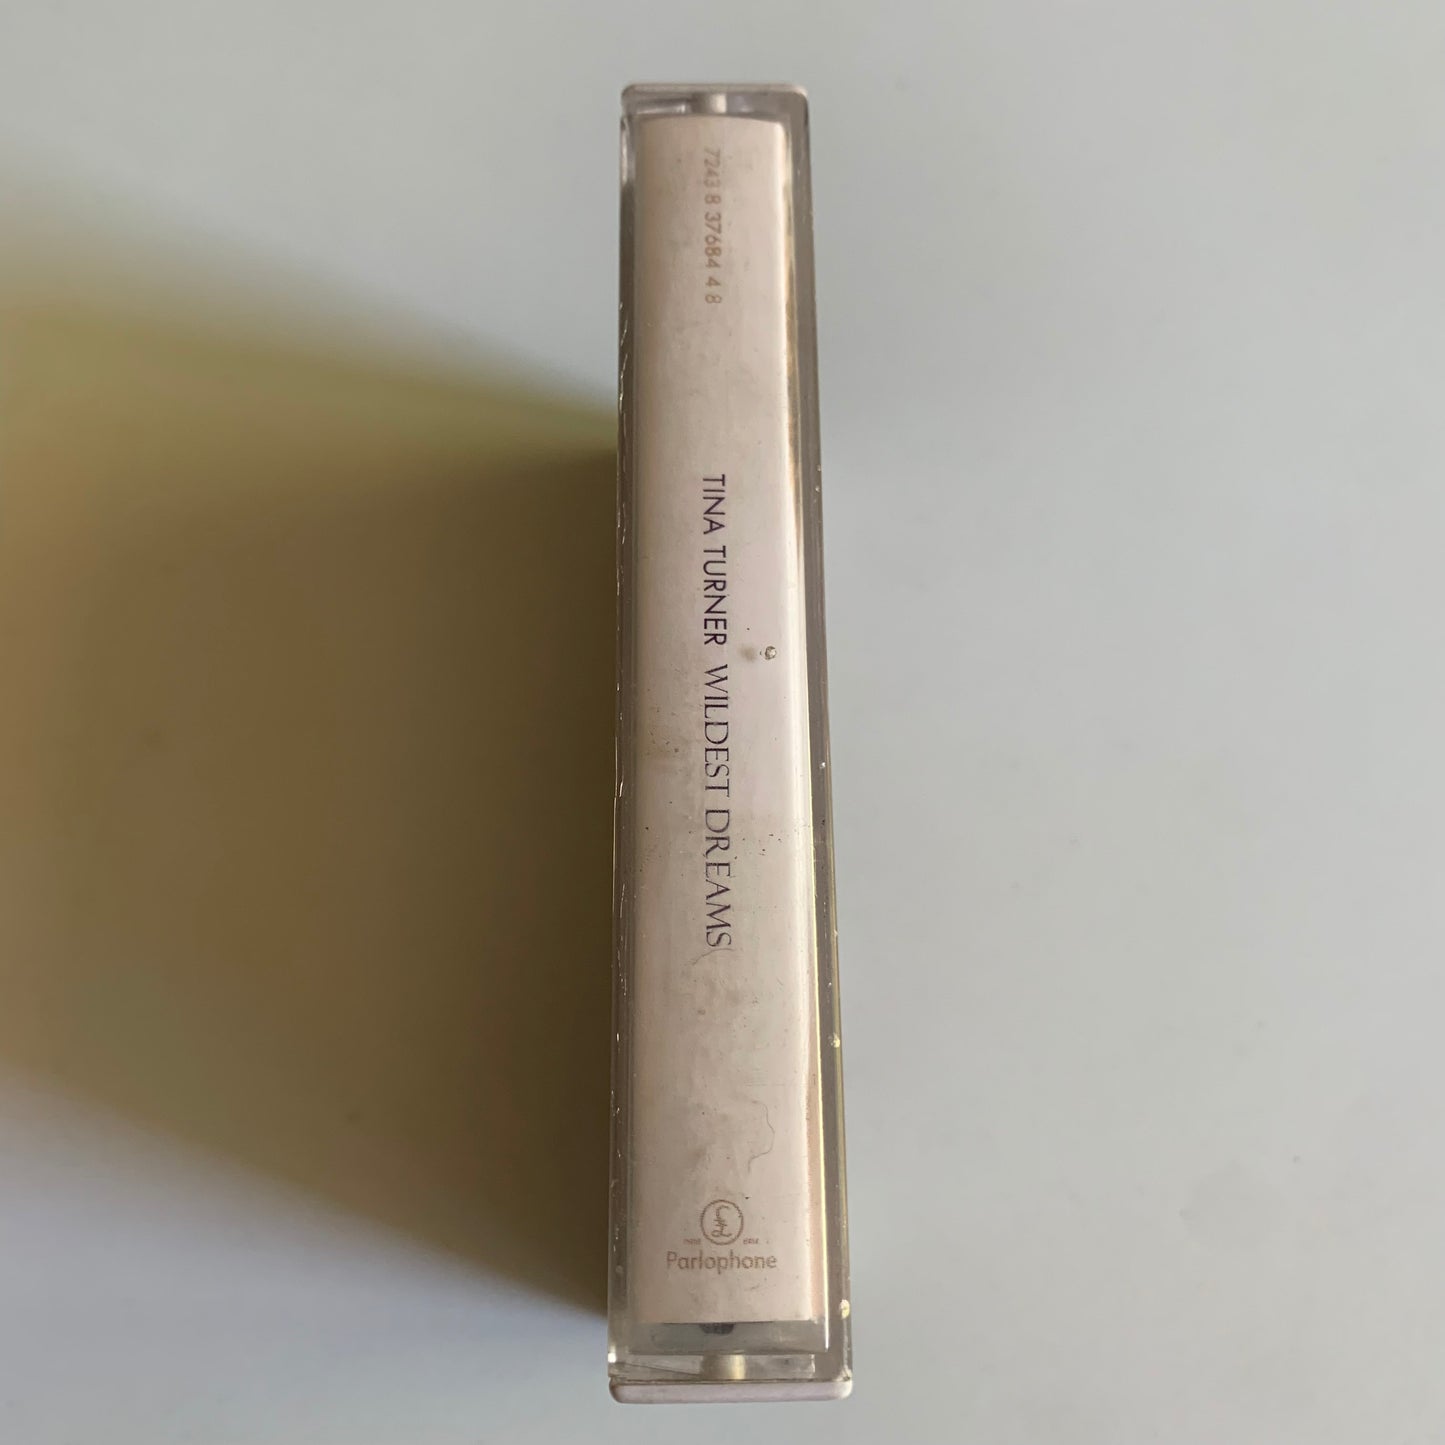 7243 8 37684 4 8
TINA TURNER WILDEST DREAMS
Parlophone